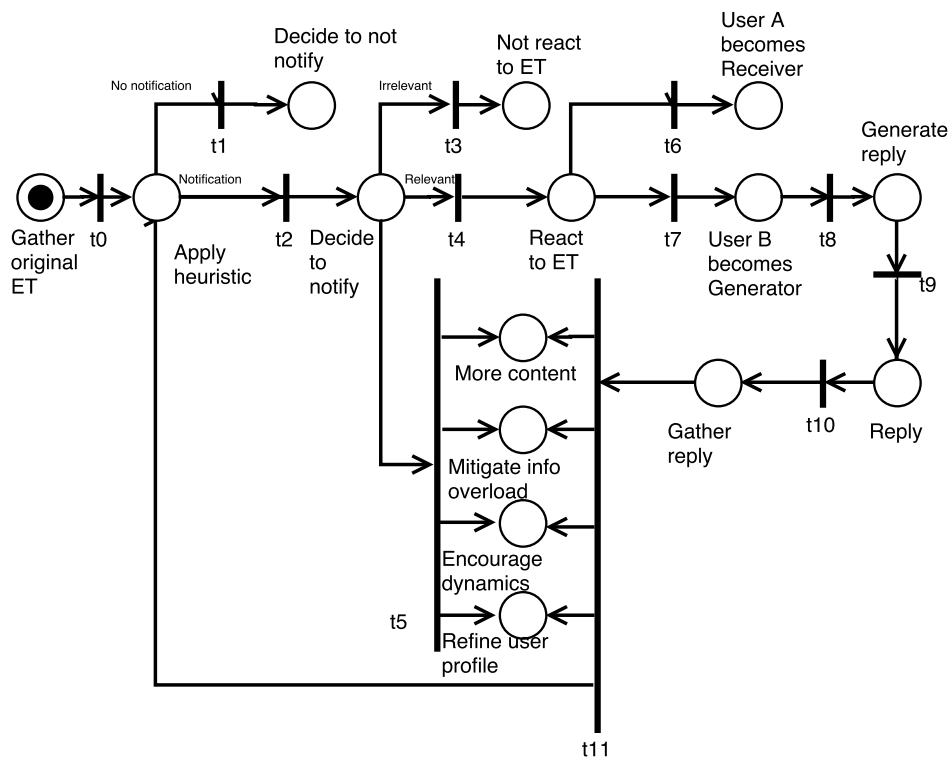 Decide to not
notify
Not react
to ET
User A
becomes
Receiver
No notification
Irrelevant
t1
t3
t6
Generate
reply
Notification
Relevant
Gather
original
ET
t0
Apply
heuristic
t2
Decide
to
notify
t4
React
to ET
t7
User B
becomes
Generator
t8
t9
More content
Gather
reply
t10
Reply
Mitigate info
overload
Encourage
dynamics
t5
Refine user
profile
t11